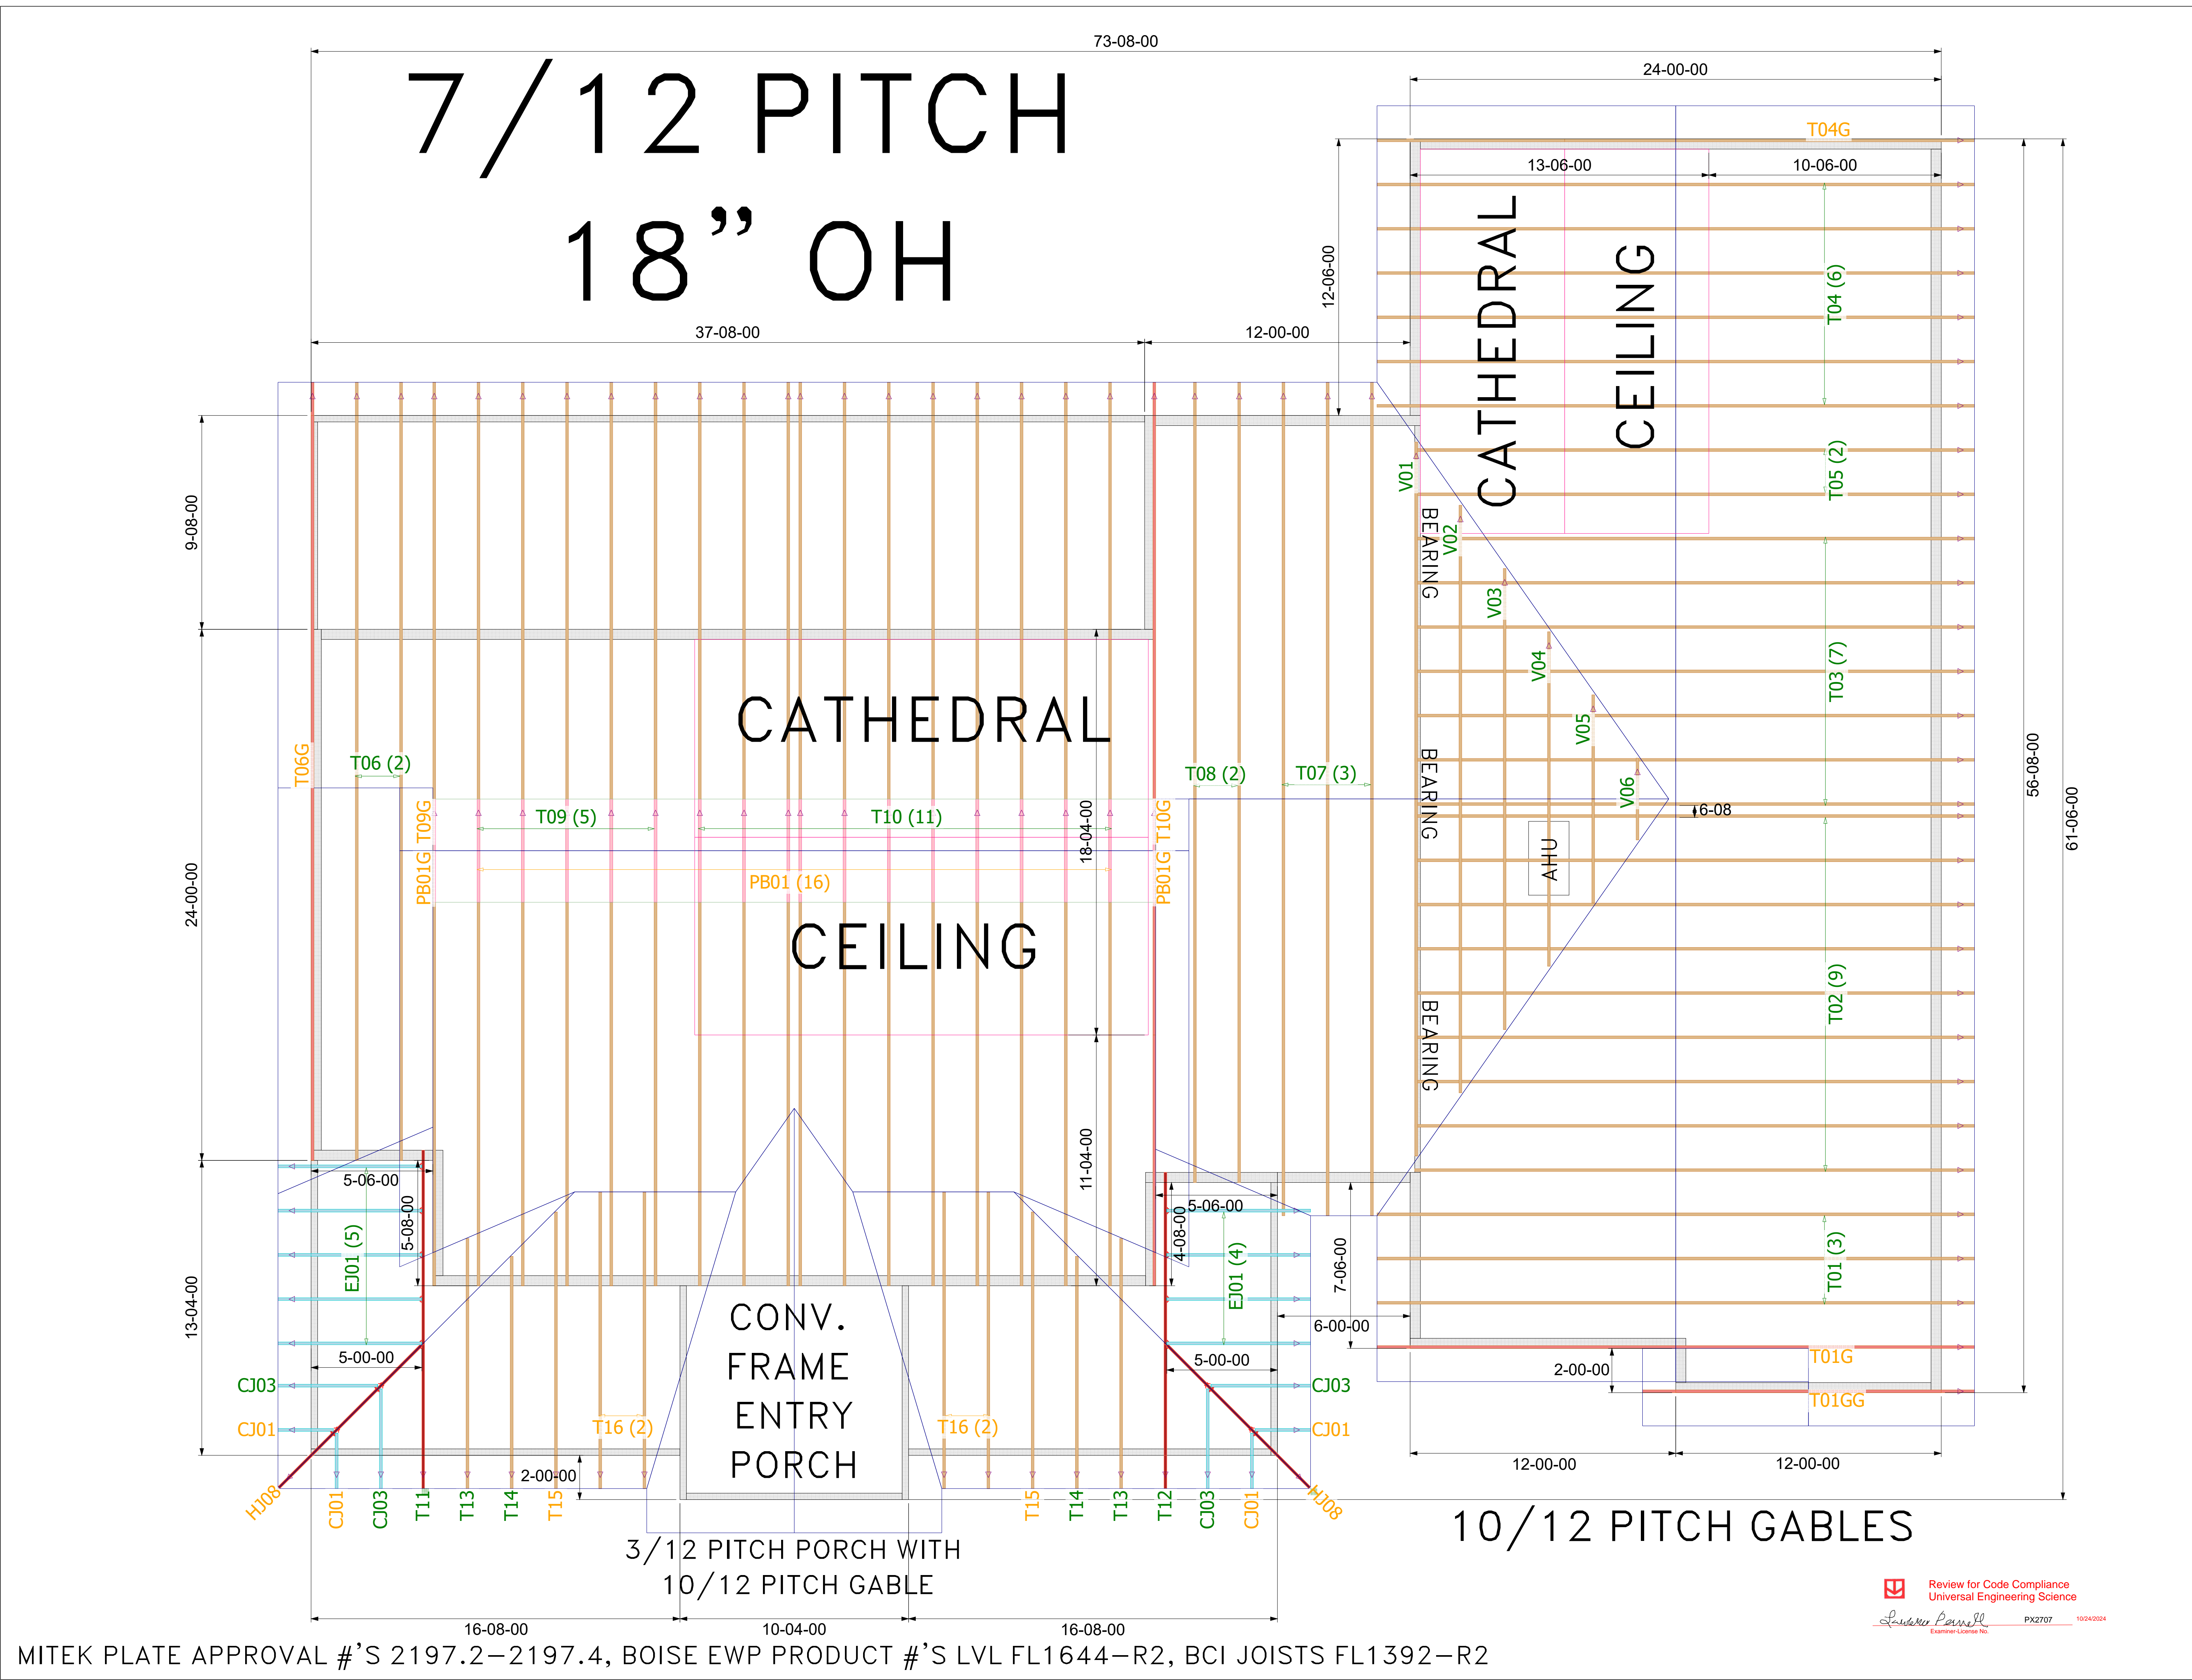 73-08-00
7/12 PITCH
18” OH
24-00-00
T04G
13-06-00
10-06-00
CATHEDRAL
CEILING
12-06-00
T04 (6)
37-08-00
12-00-00
T05 (2)
V01
V02
V03
V04
V05
V06
BEARING
BEARING
BEARING
9-08-00
T03 (7)
56-08-00
61-06-00
CATHEDRAL
CEILING
T06G
T06 (2)
T08 (2)
T07 (3)
PB01G T09G
T09 (5)
T10 (11)
PB01G T10G
PB01 (16)
18-04-00
6-08
AHU
24-00-00
T02 (9)
11-04-00
5-06-00
5-08-00
5-06-00
4-08-00
EJ01 (5)
EJ01 (4)
7-06-00
T01 (3)
13-04-00
6-00-00
5-00-00
5-00-00
2-00-00
T01G
T01GG
CONV.
FRAME
ENTRY
PORCH
CJ03
CJ03
CJ01
CJ01
T16 (2)
T16 (2)
2-00-00
12-00-00
12-00-00
HJ08
CJ01
CJ03
T11
T13
T14
T15
T15
T14
T13
T12
CJ03
CJ01
HJ08
10/12 PITCH GABLES
3/12 PITCH PORCH WITH
10/12 PITCH GABLE
Review for Code Compliance
Universal Engineering Science
PX2707
10/24/2024
Examiner-License No.
16-08-00
10-04-00
16-08-00
MITEK PLATE APPROVAL #'S 2197.2-2197.4, BOISE EWP PRODUCT #'S LVL FL1644-R2, BCI JOISTS FL1392-R2